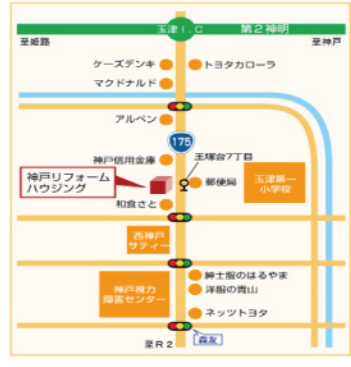 玉津I.C 第2神明
至姫路 至神戸
ケーズデンキ トヨタカローラ
マクドナルド
アルペン
175
神戸信用金庫 王塚台7丁目
神戸リフォーム
ハウジング
郵便局
玉津第一
小学校
和食さと
西神戸
サティー
神戸視力
障害センター
紳士服のはるやま
洋服の青山
ネッツトヨタ
至R2 森友